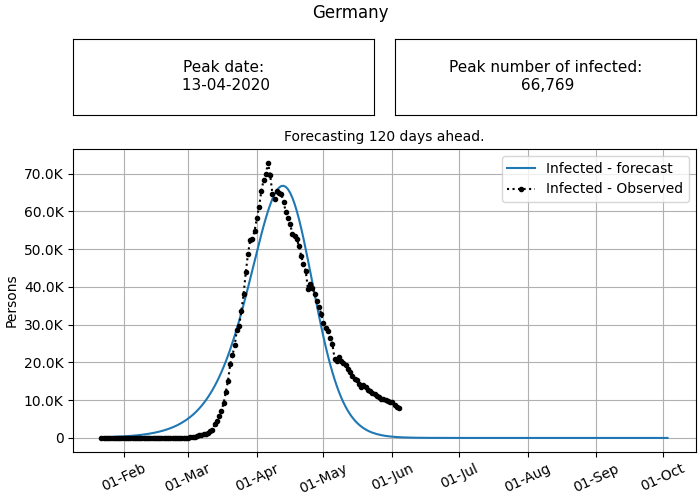 Germany
Peak date:
13-04-2020
Peak number of infected:
66,769
Forecasting 120 days ahead.
Infected - forecast
Infected - Observed
70.0K
60.0K
50.0K
40.0K
30.0K
20.0K
10.0K
0
Persons
01-Feb
01-Mar
01-Apr
01-May
01-Jun
01-Jul
01-Aug
01-Sep
01-Oct